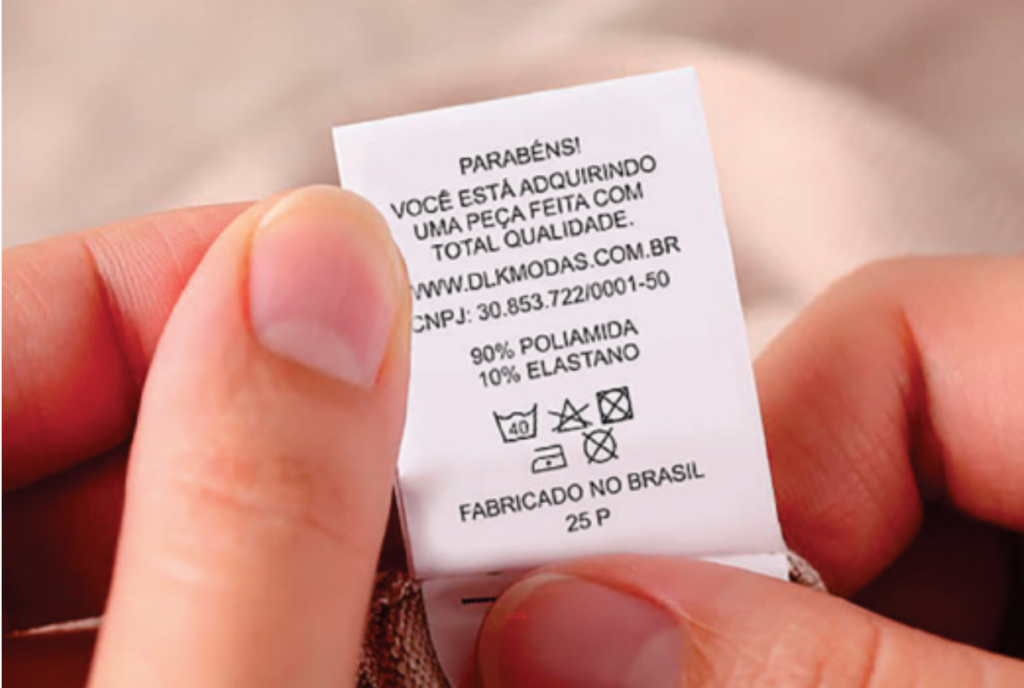 PARABÉNS!
VOCÊ ESTÁ ADQUIRINDO
UMA PEÇA FEITA COM
TOTAL QUALIDADE.
WWW.DLKMODAS.COM.BR
CNPJ: 30.853.722/0001-50
90% POLIAMIDA
10% ELASTANO
40
FABRICADO NO BRASIL
25 P